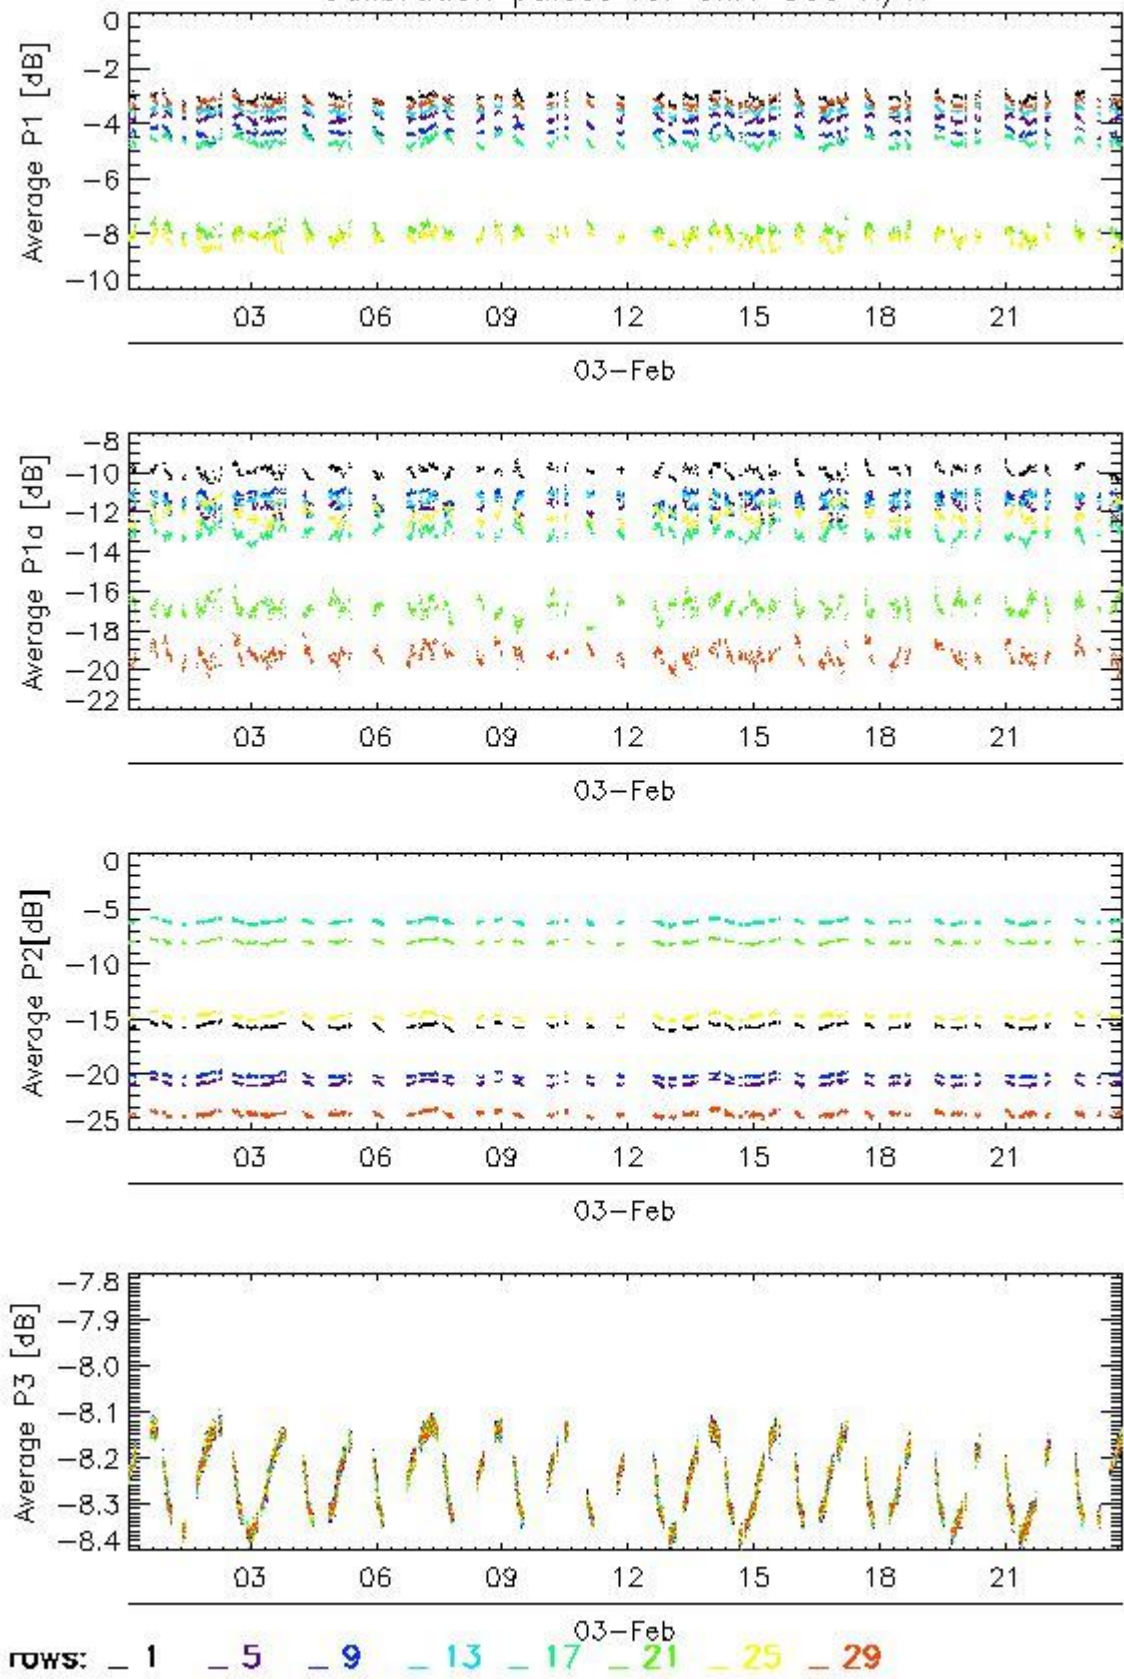 0
−2
−4
−6
−8
−10
Average P1 [dB]
03 06 09 12 15 18 21
03−Feb
−8
−10
−12
−14
−16
−18
−20
−22
Average P1a [dB]
03 06 09 12 15 18 21
03−Feb
0
−5
−10
−15
−20
−25
Average P2[dB]
03 06 09 12 15 18 21
03−Feb
−7.8
−7.9
−8.0
−8.1
−8.2
−8.3
−8.4
Average P3 [dB]
03 06 09 12 15 18 21
03−Feb
rows: _ 1 _ 5 _ 9 _ 13 _ 17 _ 21 _ 25 _ 29